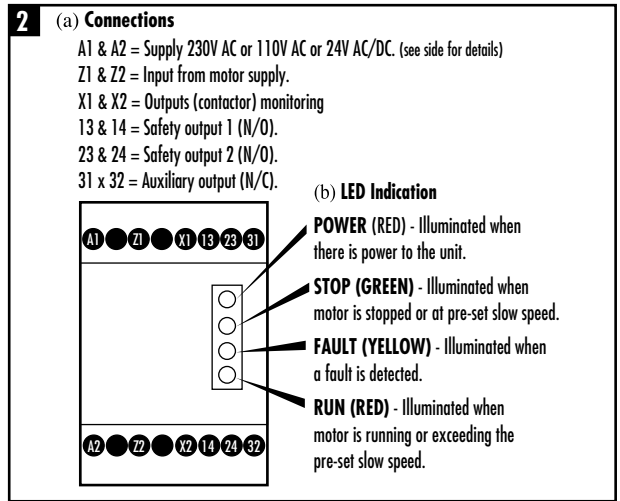 2 (a) Connections
A1 & A2 = Supply 230V AC or 110V AC or 24V AC/DC. (see side for details)
Z1 & Z2 = Input from motor supply.
X1 & X2 = Outputs (contactor) monitoring
13 & 14 = Safety output 1 (N/O).
23 & 24 = Safety output 2 (N/O).
31 x 32 = Auxiliary output (N/C).
(b) LED Indication
POWER (RED) - Illuminated when
there is power to the unit.
STOP (GREEN) - Illuminated when
motor is stopped or at pre-set slow speed.
FAULT (YELLOW) - Illuminated when
a fault is detected.
RUN (RED) - Illuminated when
motor is running or exceeding the
pre-set slow speed.
A1 Z1 X1 13 23 31
A2 Z2 X2 14 24 32